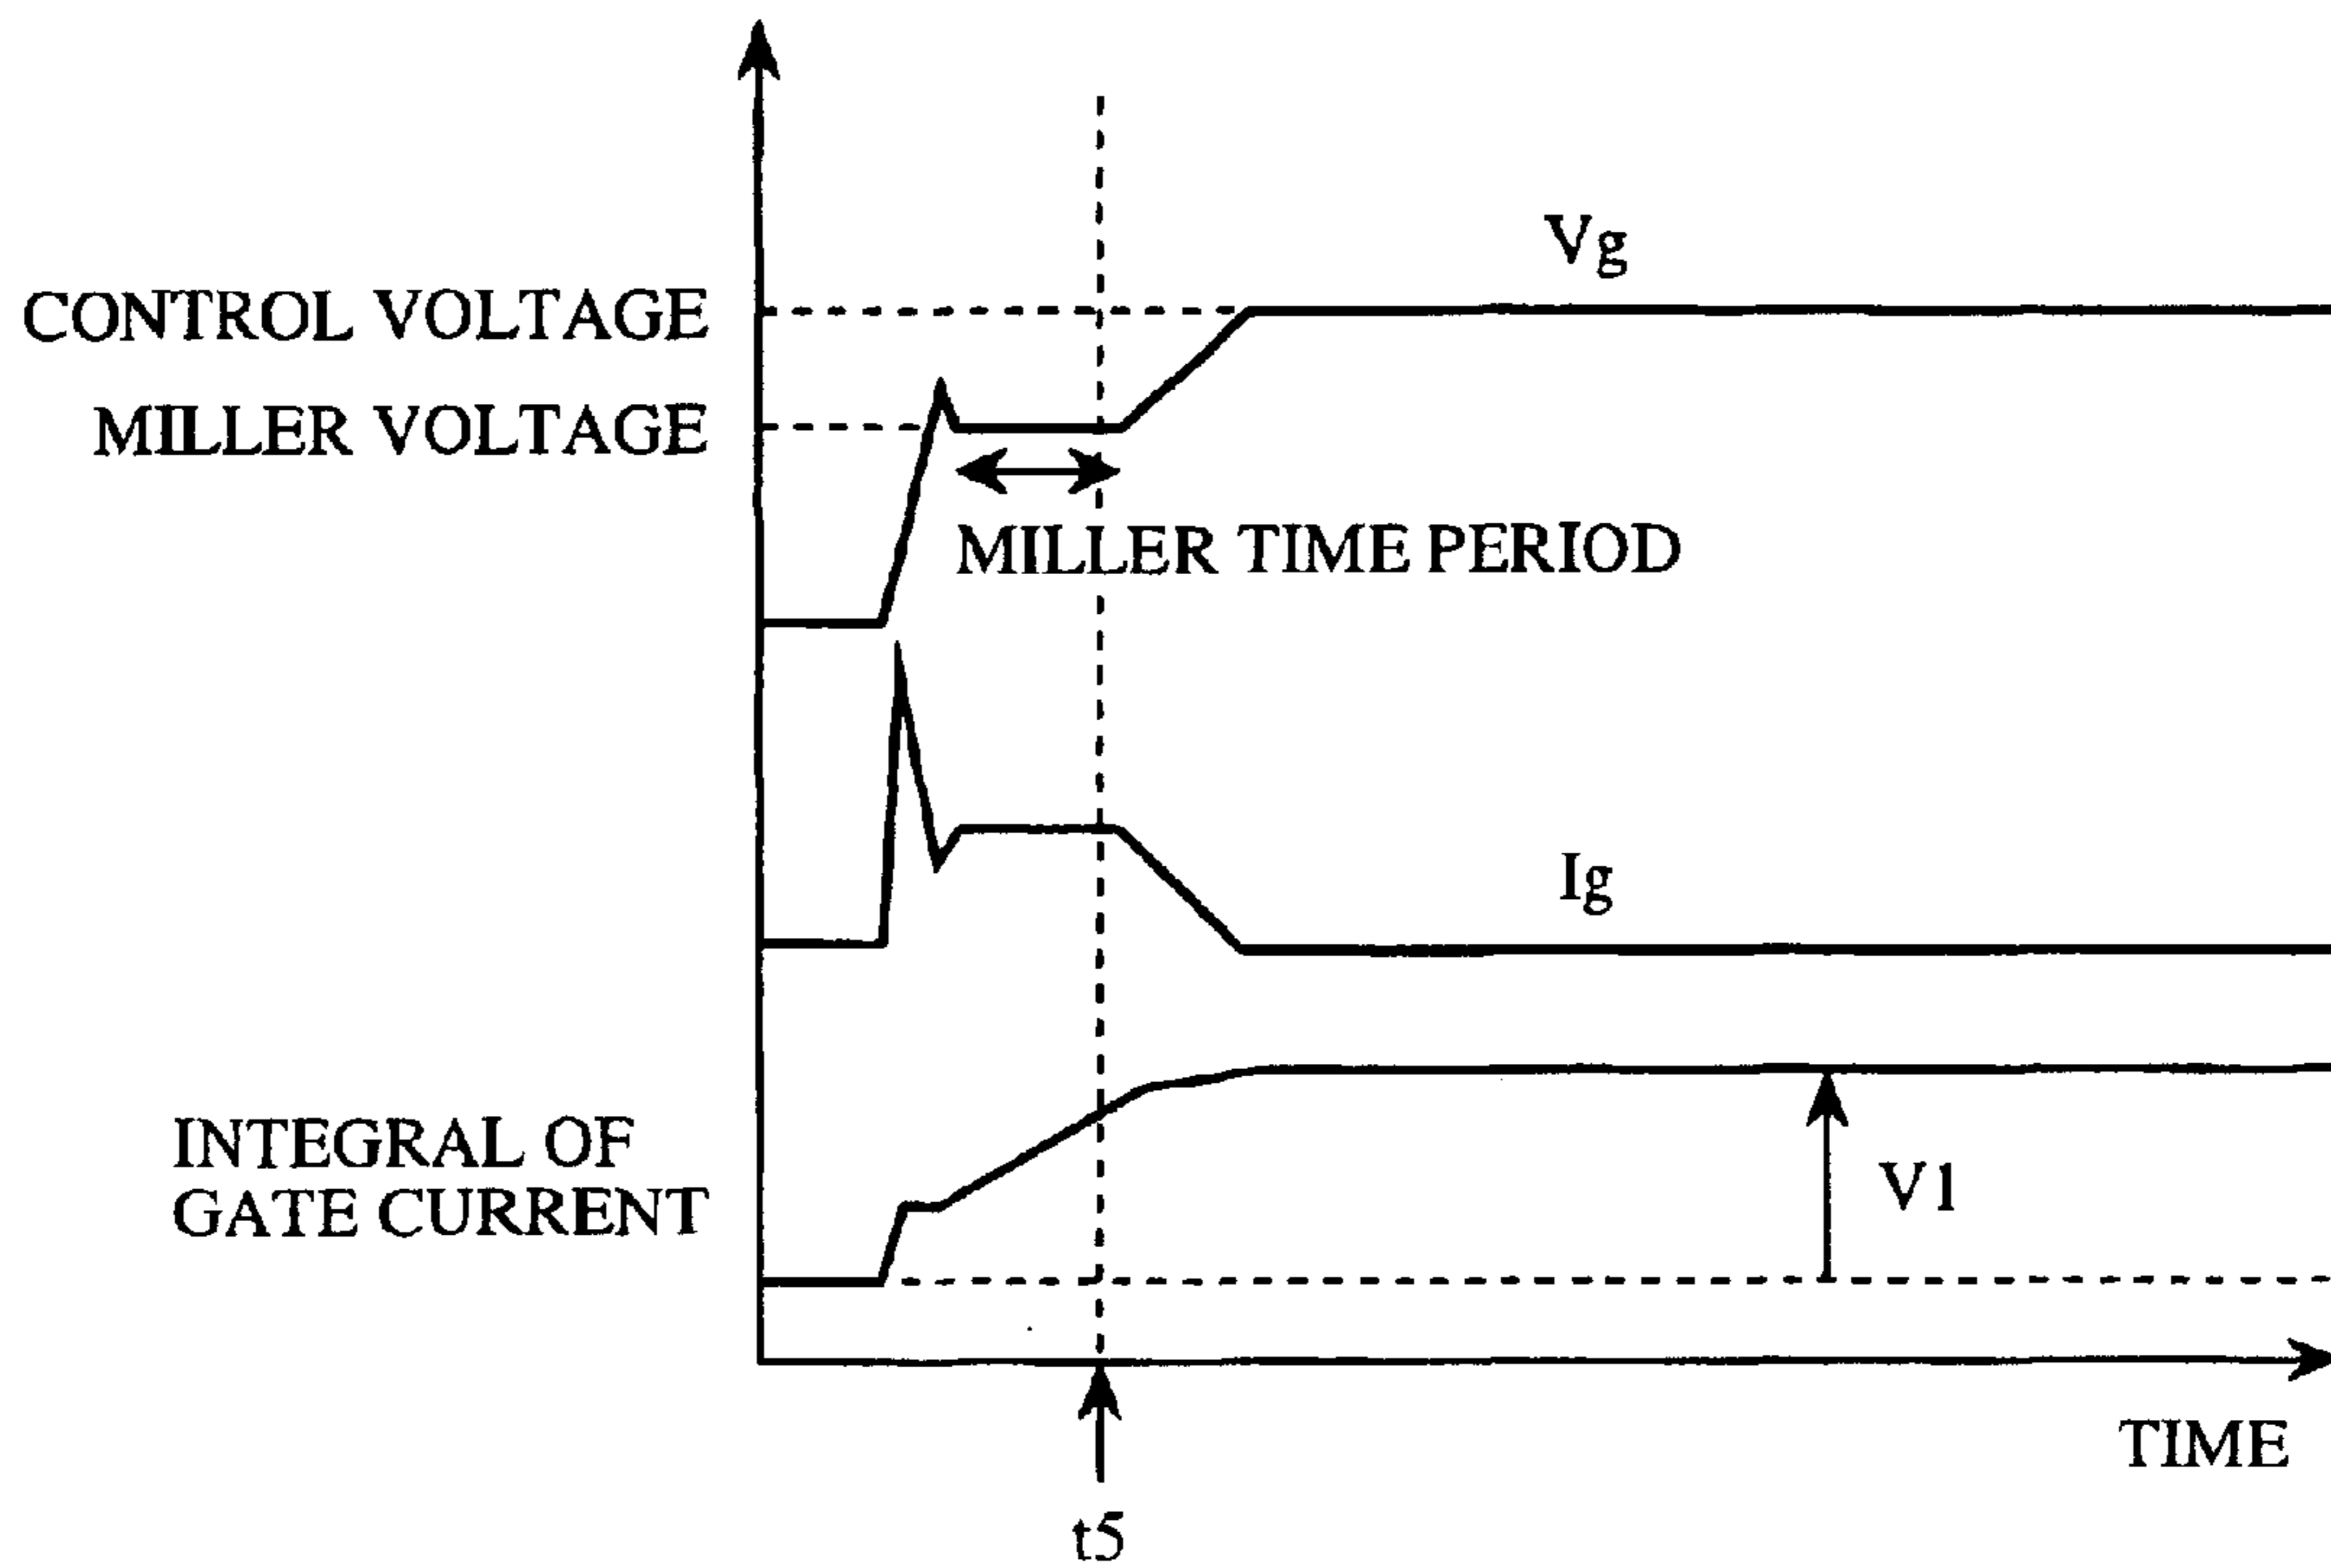 Vg
CONTROL VOLTAGE
MILLER VOLTAGE
MILLER TIME PERIOD
Ig
INTEGRAL OF
GATE CURRENT
V1
TIME
t5